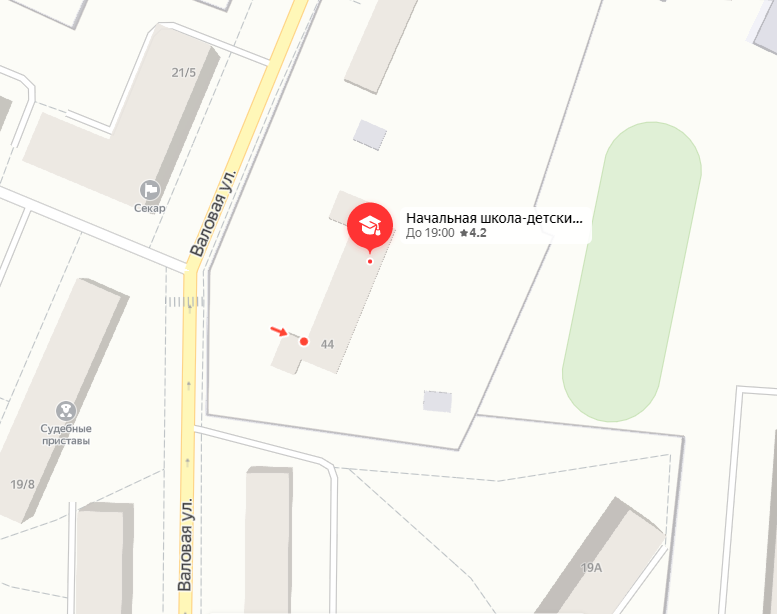 21/5
Секар
Валовая ул.
Начальная школа-детски...
До 19:00 ★4.2
44
Судебные
приставы
19/8
Валовая ул.
19А